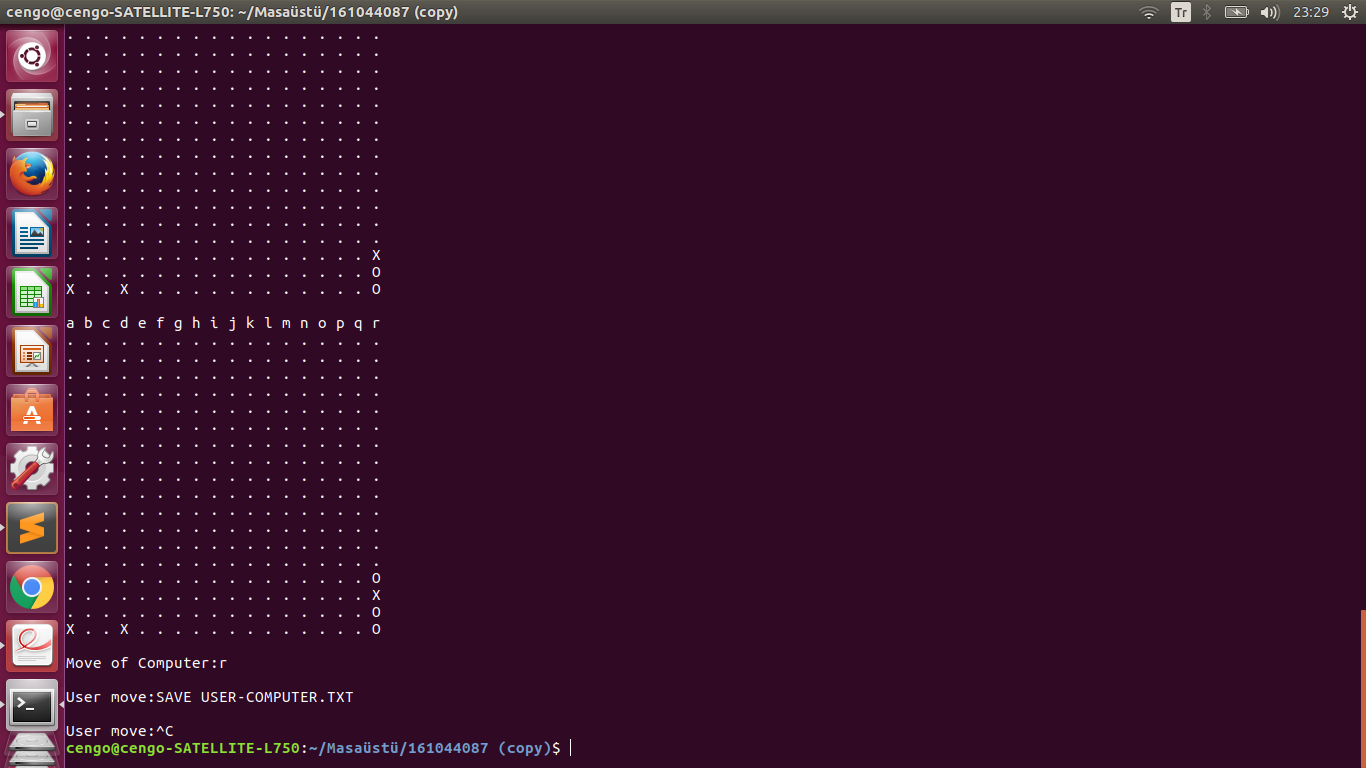 cengo@cengo-SATELLITE-L750: ~/Masaüstü/161044087 (copy)
Tr
23:29
. . . . . . . . . . . . . . . . . .
. . . . . . . . . . . . . . . . . .
. . . . . . . . . . . . . . . . . .
. . . . . . . . . . . . . . . . . .
. . . . . . . . . . . . . . . . . .
. . . . . . . . . . . . . . . . . .
. . . . . . . . . . . . . . . . . .
. . . . . . . . . . . . . . . . . .
. . . . . . . . . . . . . . . . . .
. . . . . . . . . . . . . . . . . .
. . . . . . . . . . . . . . . . . .
. . . . . . . . . . . . . . . . . .
. . . . . . . . . . . . . . . . . .
. . . . . . . . . . . . . . . . . X
. . . . . . . . . . . . . . . . . O
X . . X . . . . . . . . . . . . . O
a b c d e f g h i j k l m n o p q r
. . . . . . . . . . . . . . . . . .
. . . . . . . . . . . . . . . . . .
. . . . . . . . . . . . . . . . . .
. . . . . . . . . . . . . . . . . .
. . . . . . . . . . . . . . . . . .
. . . . . . . . . . . . . . . . . .
. . . . . . . . . . . . . . . . . .
. . . . . . . . . . . . . . . . . .
. . . . . . . . . . . . . . . . . .
. . . . . . . . . . . . . . . . . .
. . . . . . . . . . . . . . . . . .
. . . . . . . . . . . . . . . . . .
. . . . . . . . . . . . . . . . . .
. . . . . . . . . . . . . . . . . .
. . . . . . . . . . . . . . . . . O
. . . . . . . . . . . . . . . . . X
. . . . . . . . . . . . . . . . . O
X . . X . . . . . . . . . . . . . O
Move of Computer:r
User move:SAVE USER-COMPUTER.TXT
User move:^C
cengo@cengo-SATELLITE-L750:~/Masaüstü/161044087 (copy)$